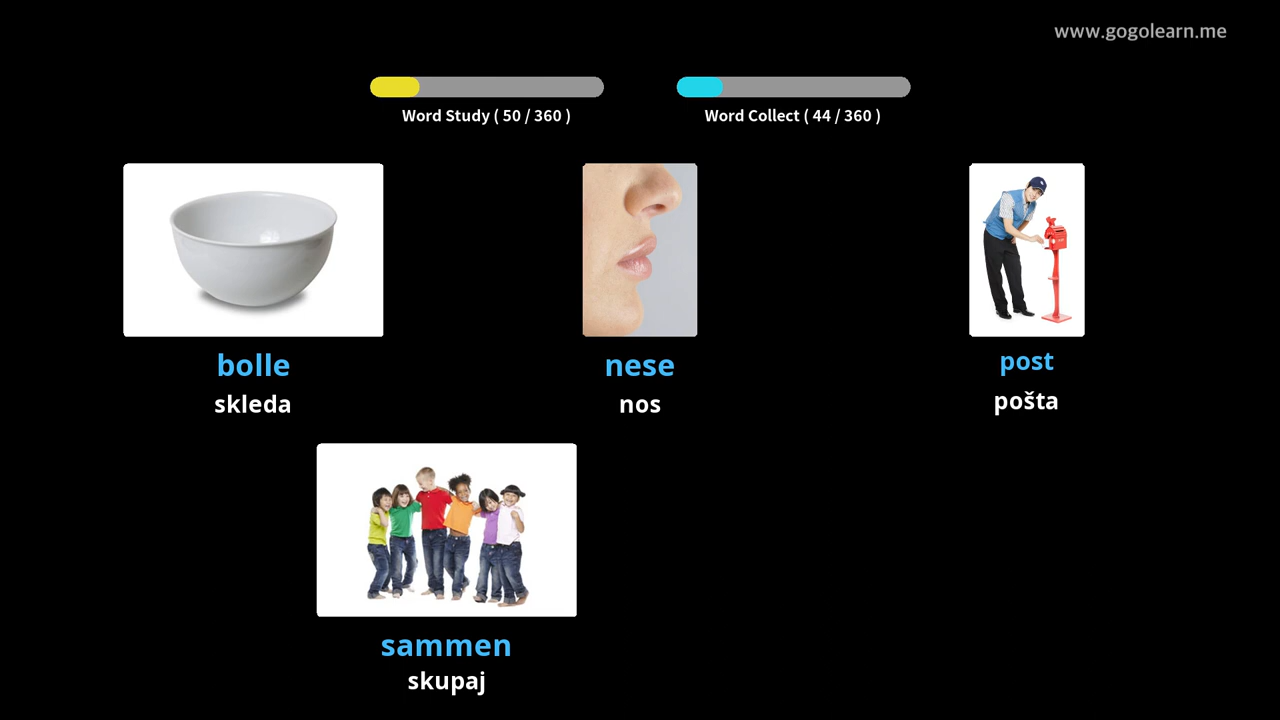 www.gogolearn.me
Word Study ( 50 / 360 )
Word Collect ( 44 / 360 )
bolle
skleda
nese
nos
post
pošta
sammen
skupaj